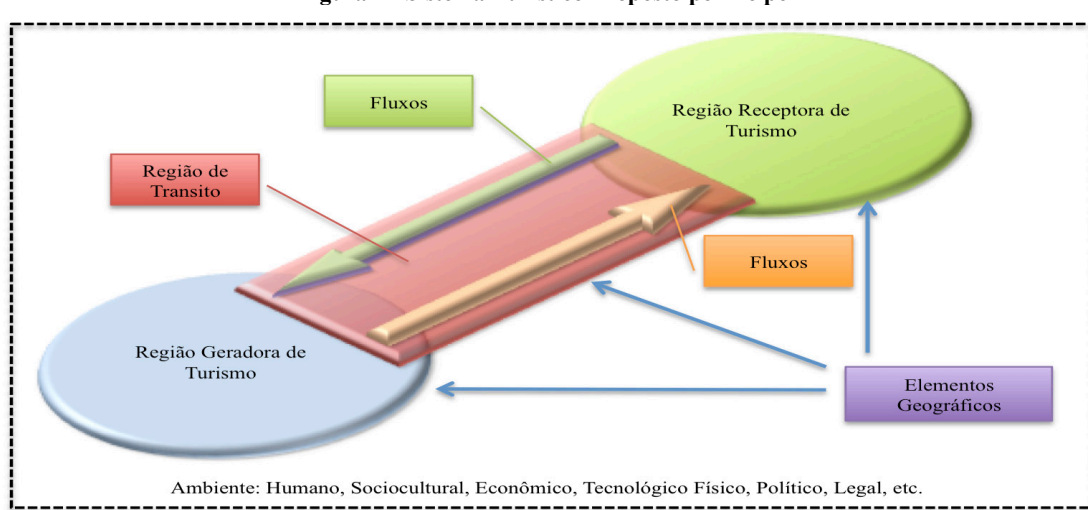 Fluxos
Região Receptora de
Turismo
Região de
Transito
Fluxos
Região Geradora de
Turismo
Elementos
Geográficos
Ambiente: Humano, Sociocultural, Econômico, Tecnológico Físico, Político, Legal, etc.